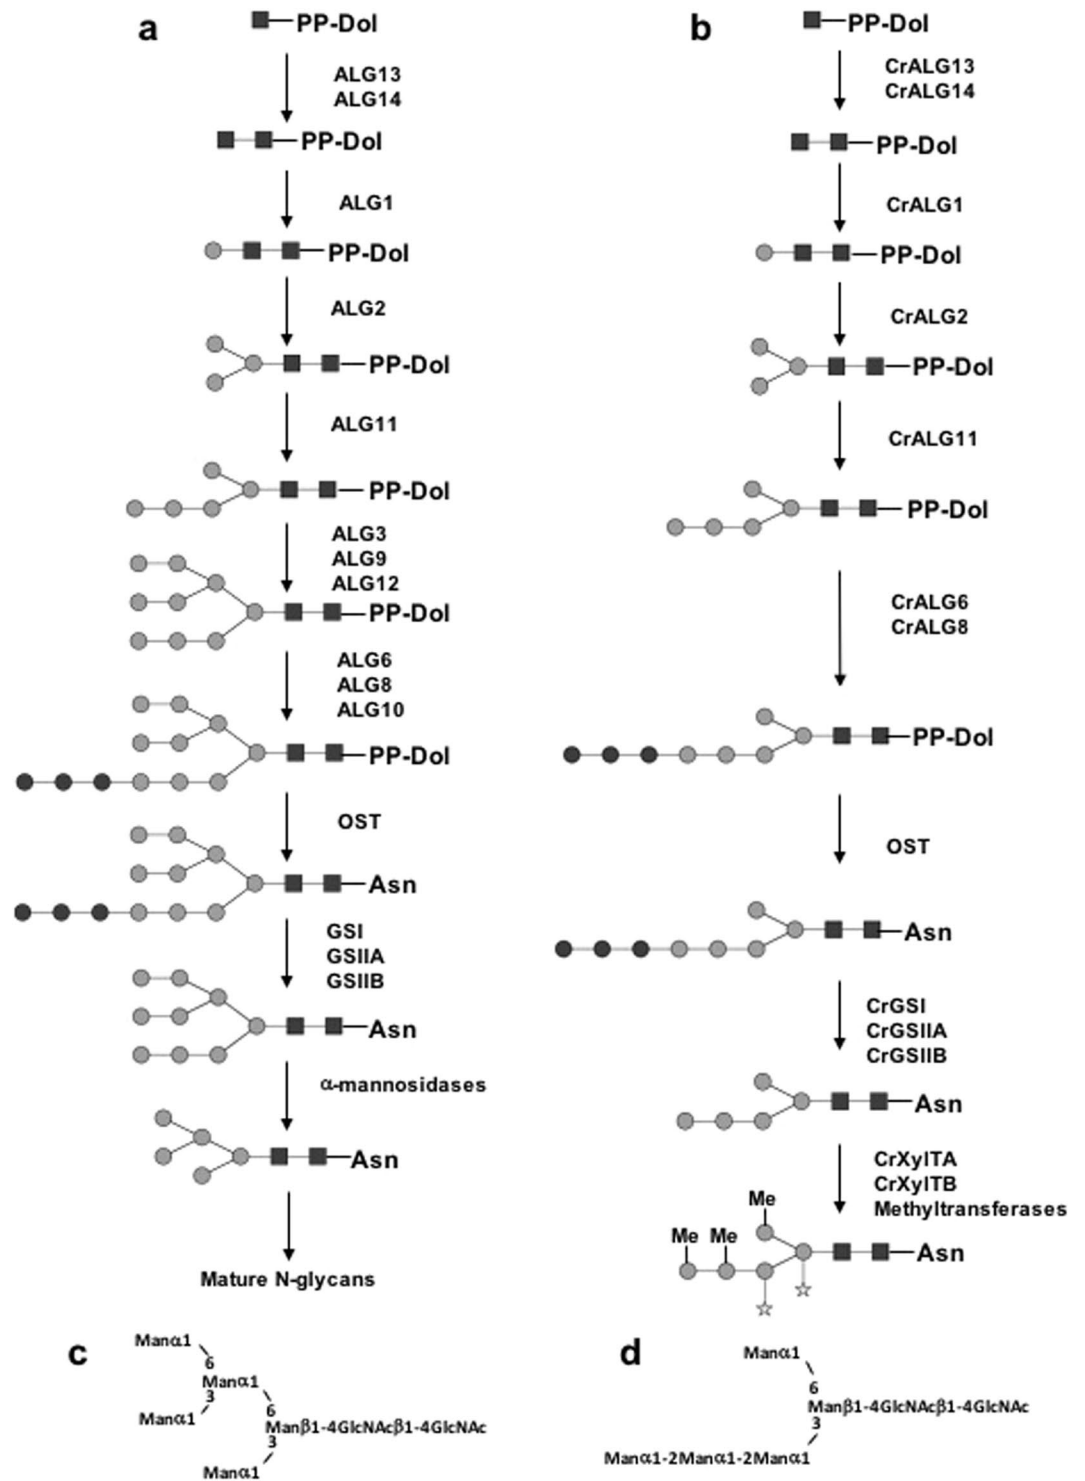 a
PP-Dol
ALG13
ALG14
PP-Dol
ALG1
PP-Dol
ALG2
PP-Dol
ALG11
PP-Dol
ALG3
ALG9
ALG12
PP-Dol
ALG6
ALG8
ALG10
PP-Dol
OST
Asn
GSI
GSIIA
GSIIB
Asn
α-mannosidases
Asn
Mature N-glycans
b
PP-Dol
CrALG13
CrALG14
PP-Dol
CrALG1
PP-Dol
CrALG2
PP-Dol
CrALG11
PP-Dol
CrALG6
CrALG8
PP-Dol
OST
Asn
CrGSI
CrGSIIA
CrGSIIB
Asn
CrXylTA
CrXylTB
Methyltransferases
Me
Me Me
Asn
c
Manα1
6
Manα1
3
Manα1
6
Manβ1-4GlcNAcβ1-4GlcNAc
3
Manα1
d
Manα1
6
Manβ1-4GlcNAcβ1-4GlcNAc
3
Manα1-2Manα1-2Manα1